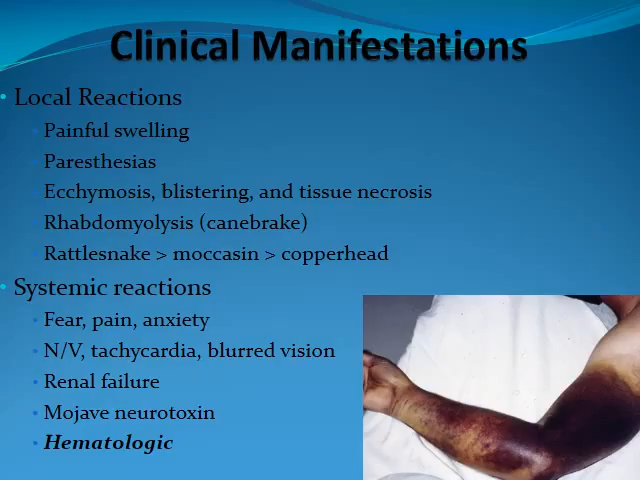 Clinical Manifestations
• Local Reactions
• Painful swelling
Paresthesias
Ecchymosis, blistering, and tissue necrosis
Rhabdomyolysis (canebrake)
Rattlesnake > moccasin > copperhead
• Systemic reactions
• Fear, pain, anxiety
• N/V, tachycardia, blurred vision
• Renal failure
• Mojave neurotoxin
• Hematologic